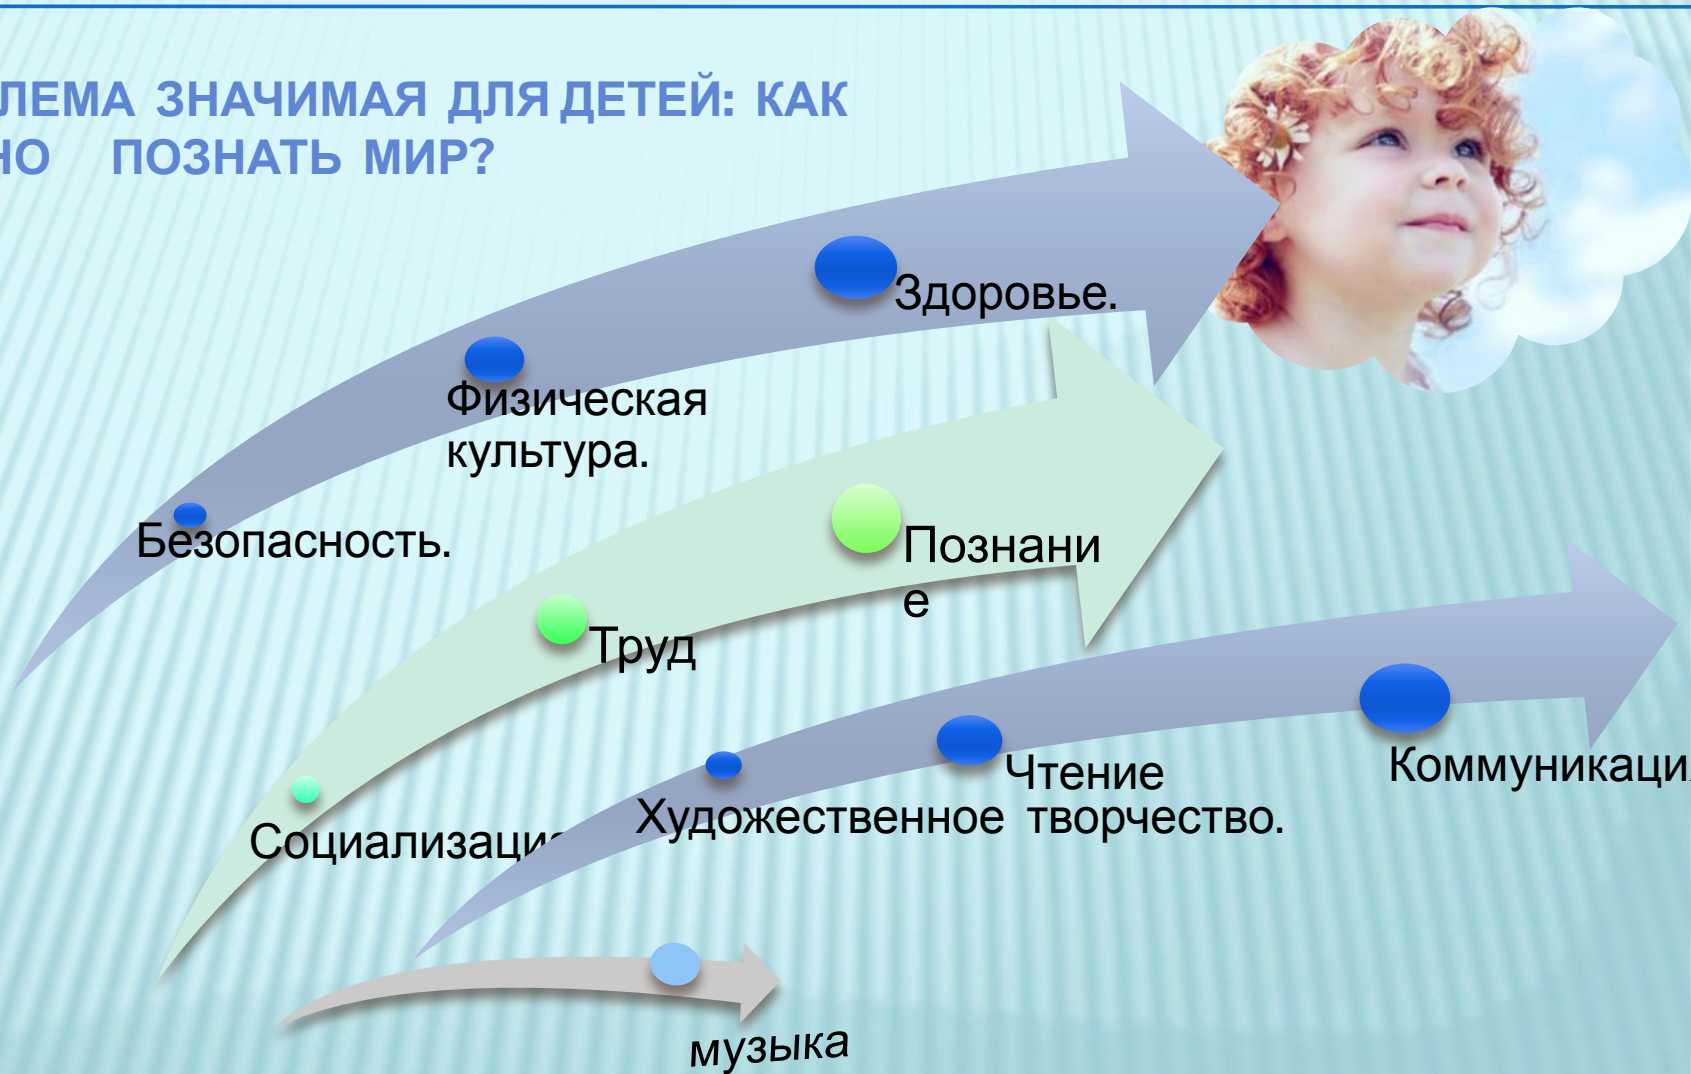 ЛЕМА ЗНАЧИМАЯ ДЛЯ ДЕТЕЙ: КАК
НО ПОЗНАТЬ МИР?
Здоровье.
Физическая
культура.
Безопасность.
Познани
е
Труд
Социализаци
Чтение
Художественное творчество.
Коммуникаци
музыка